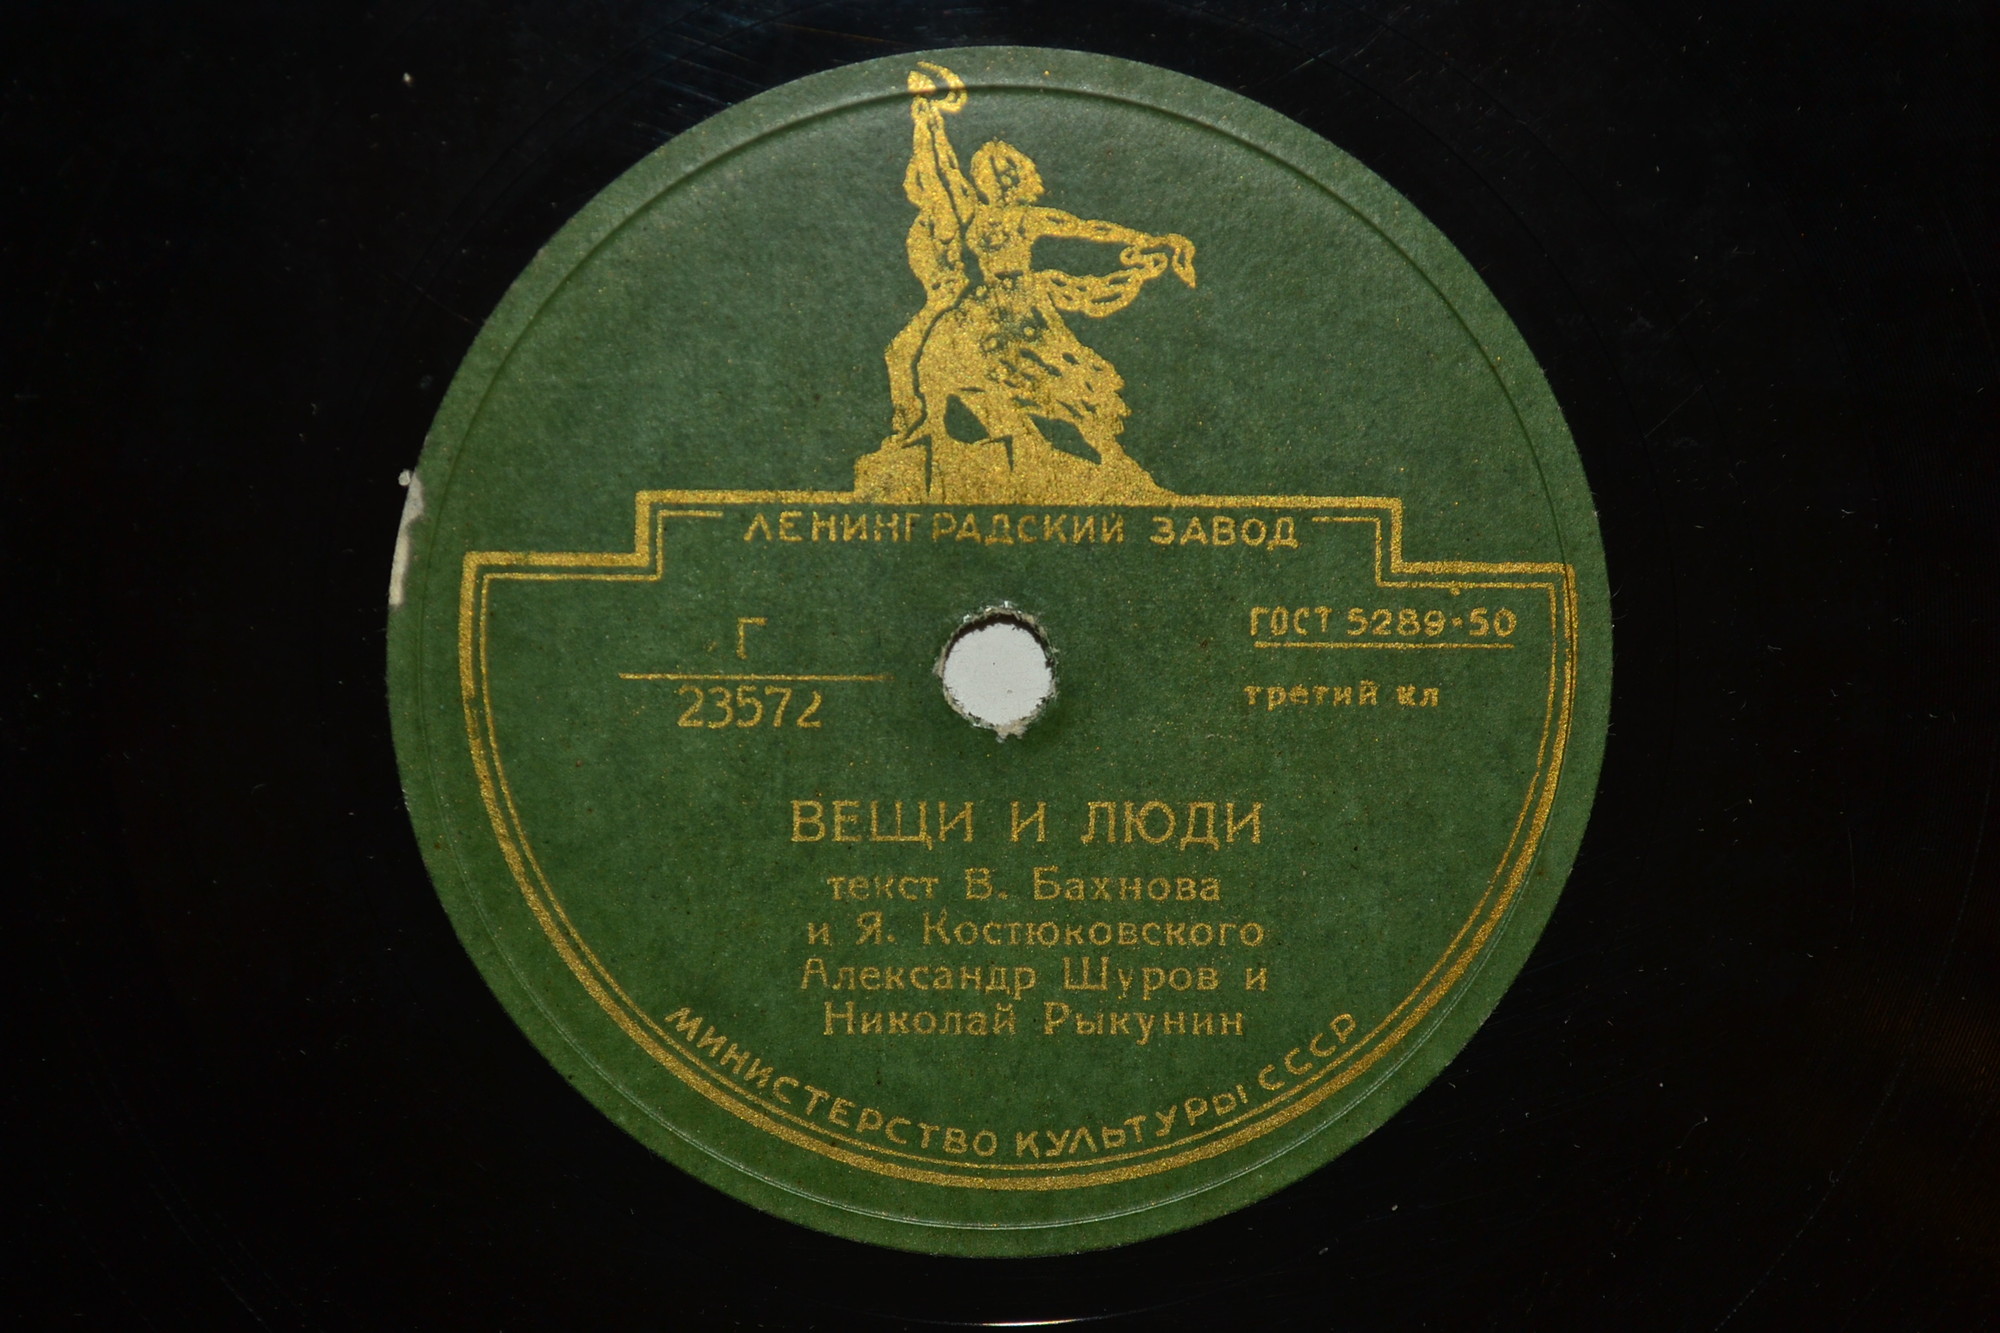 ЛЕНИНГРАДСКИЙ ЗАВОД
Г
23572
ГОСТ 5289-50
третий кл
ВЕЩИ И ЛЮДИ
текст В. Бахнова
и Я. Костюковского
Александр Шуров и
Николай Рыкунин
МИНИСТЕРСТВО КУЛЬТУРЫ СССР